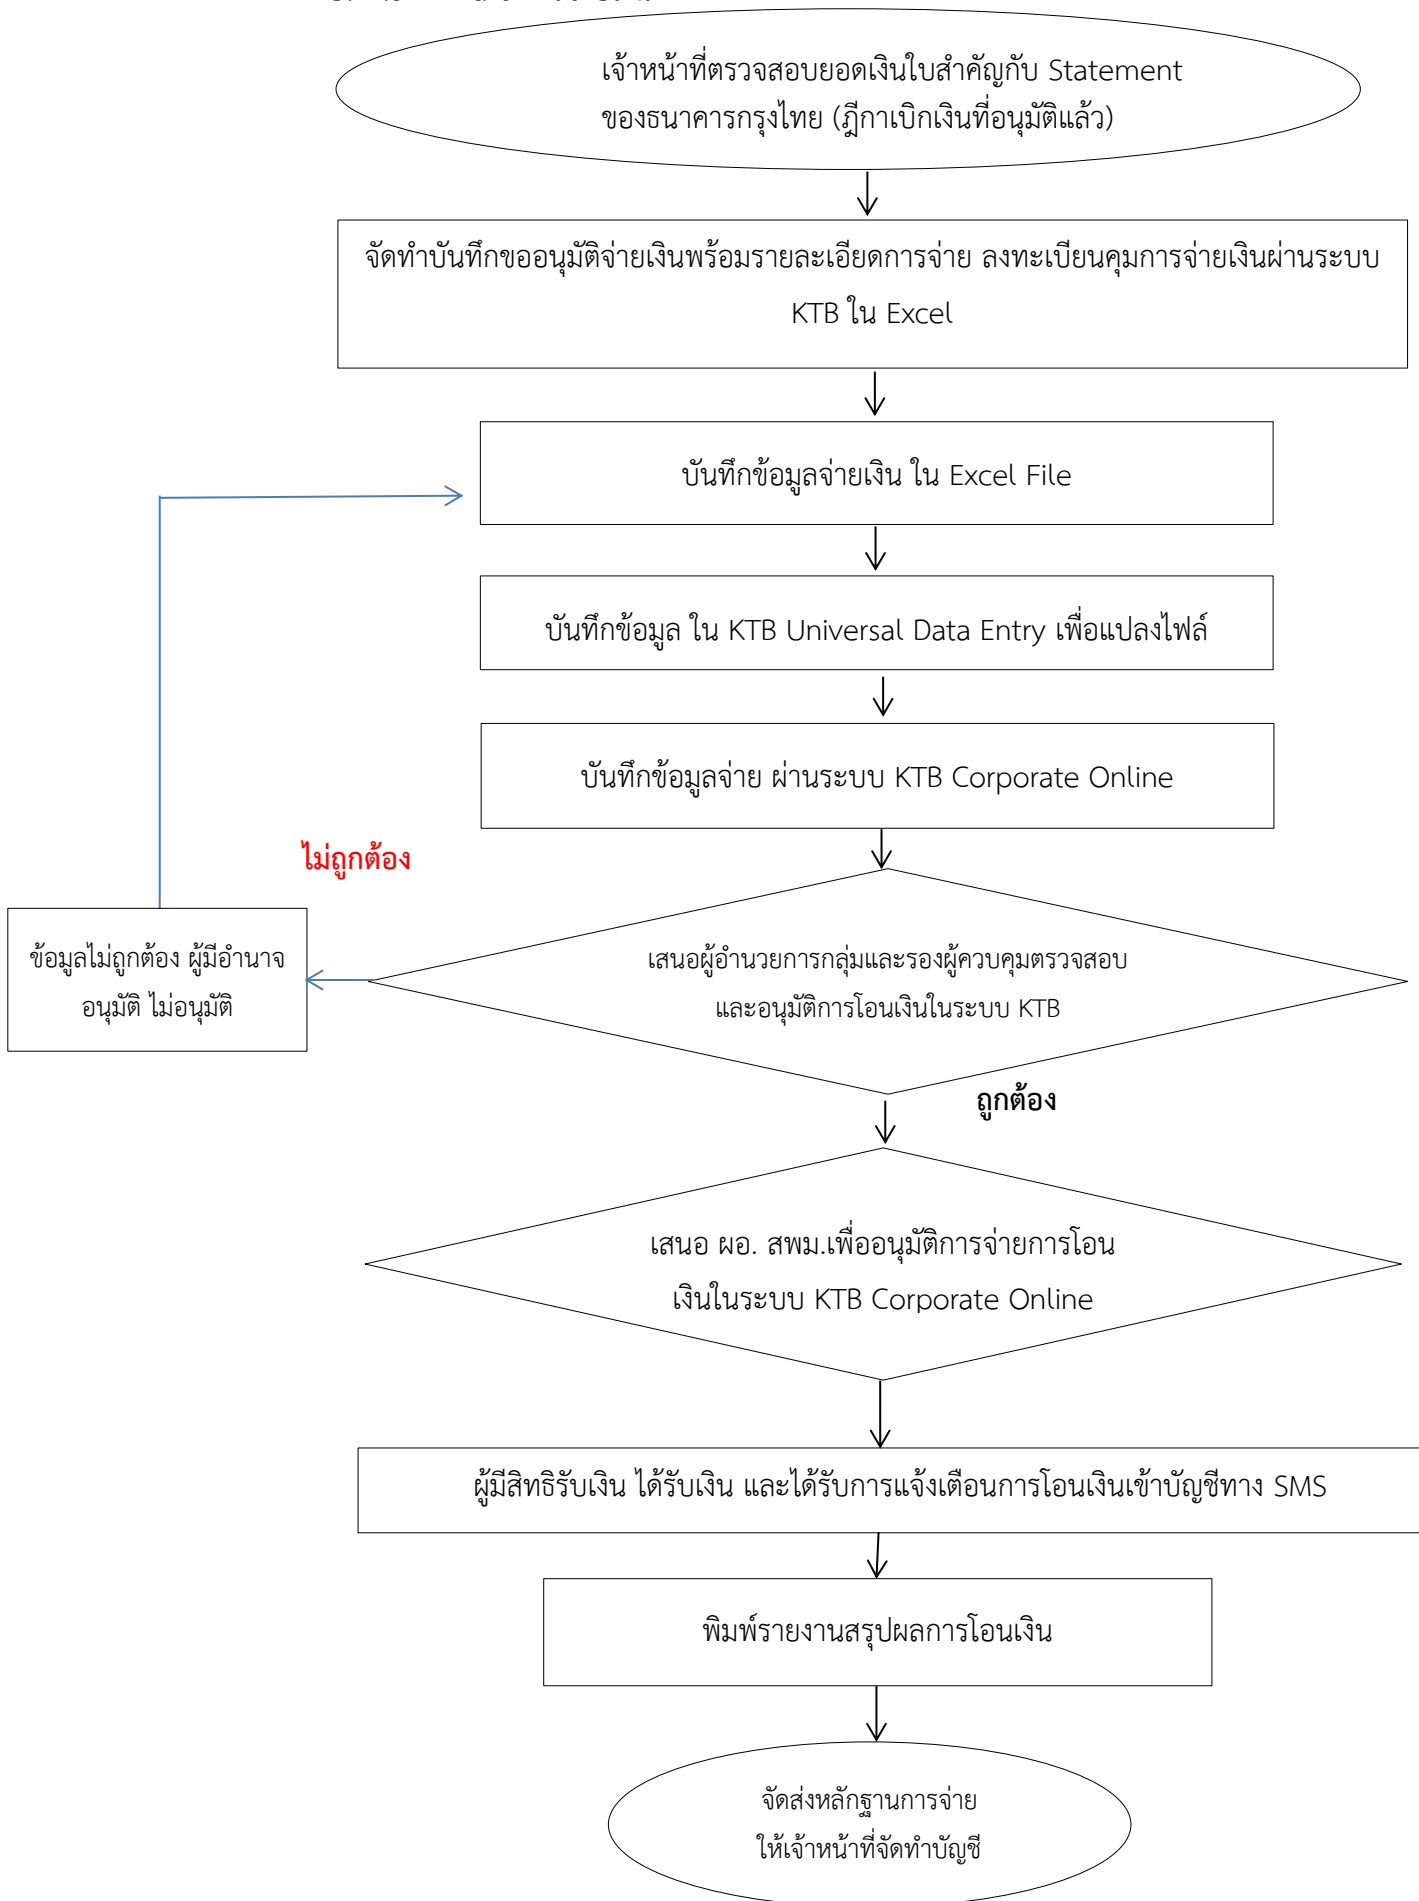 เจ้าหน้าที่ตรวจสอบยอดเงินใบสำคัญกับ Statement
ของธนาคารกรุงไทย (ฎีกาเบิกเงินที่อนุมัติแล้ว)
จัดทำบันทึกขออนุมัติจ่ายเงินพร้อมรายละเอียดการจ่าย ลงทะเบียนคุมการจ่ายเงินผ่านระบบ
KTB ใน Excel
บันทึกข้อมูลจ่ายเงิน ใน Excel File
บันทึกข้อมูล ใน KTB Universal Data Entry เพื่อแปลงไฟล์
บันทึกข้อมูลจ่าย ผ่านระบบ KTB Corporate Online
ไม่ถูกต้อง
ข้อมูลไม่ถูกต้อง ผู้มีอำนาจ
อนุมัติ ไม่อนุมัติ
เสนอผู้อำนวยการกลุ่มและรองผู้ควบคุมตรวจสอบ
และอนุมัติการโอนเงินในระบบ KTB
ถูกต้อง
เสนอ ผอ. สพม.เพื่ออนุมัติการจ่ายการโอน
เงินในระบบ KTB Corporate Online
ผู้มีสิทธิรับเงิน ได้รับเงิน และได้รับการแจ้งเตือนการโอนเงินเข้าบัญชีทาง SMS
พิมพ์รายงานสรุปผลการโอนเงิน
จัดส่งหลักฐานการจ่าย
ให้เจ้าหน้าที่จัดทำบัญชี